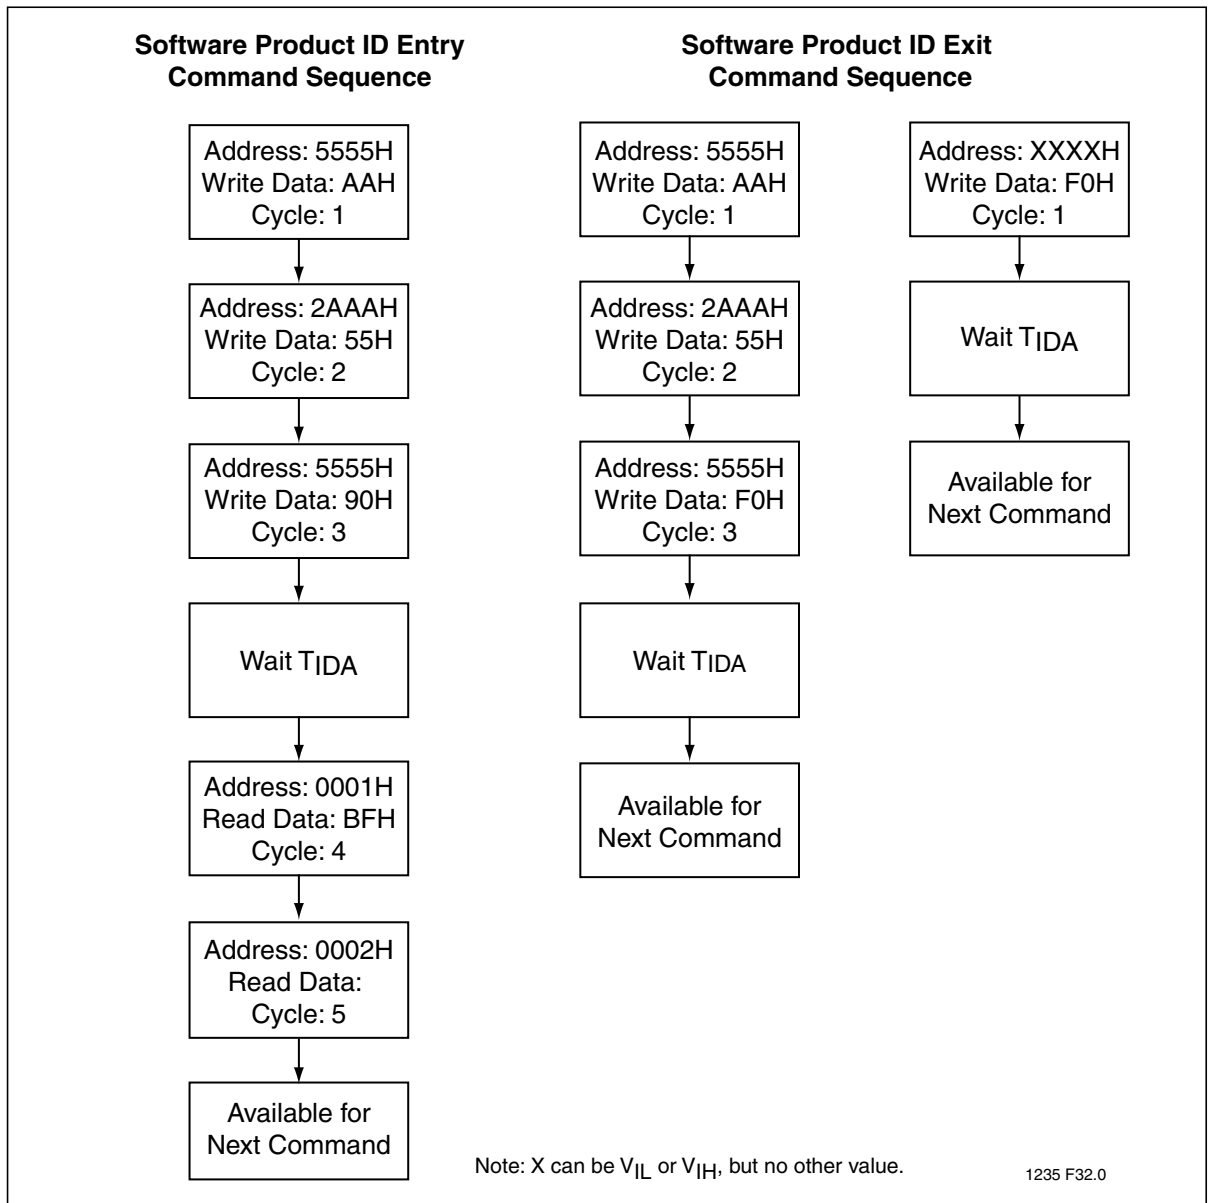 Software Product ID Entry
Command Sequence
Address: 5555H
Write Data: AAH
Cycle: 1
Address: 2AAAH
Write Data: 55H
Cycle: 2
Address: 5555H
Write Data: 90H
Cycle: 3
Wait TIDA
Address: 0001H
Read Data: BFH
Cycle: 4
Address: 0002H
Read Data:
Cycle: 5
Available for
Next Command
Software Product ID Exit
Command Sequence
Address: 5555H
Write Data: AAH
Cycle: 1
Address: 2AAAH
Write Data: 55H
Cycle: 2
Address: 5555H
Write Data: F0H
Cycle: 3
Wait TIDA
Available for
Next Command
Address: XXXXH
Write Data: F0H
Cycle: 1
Wait TIDA
Available for
Next Command
Note: X can be VIL or VIH, but no other value.
1235 F32.0